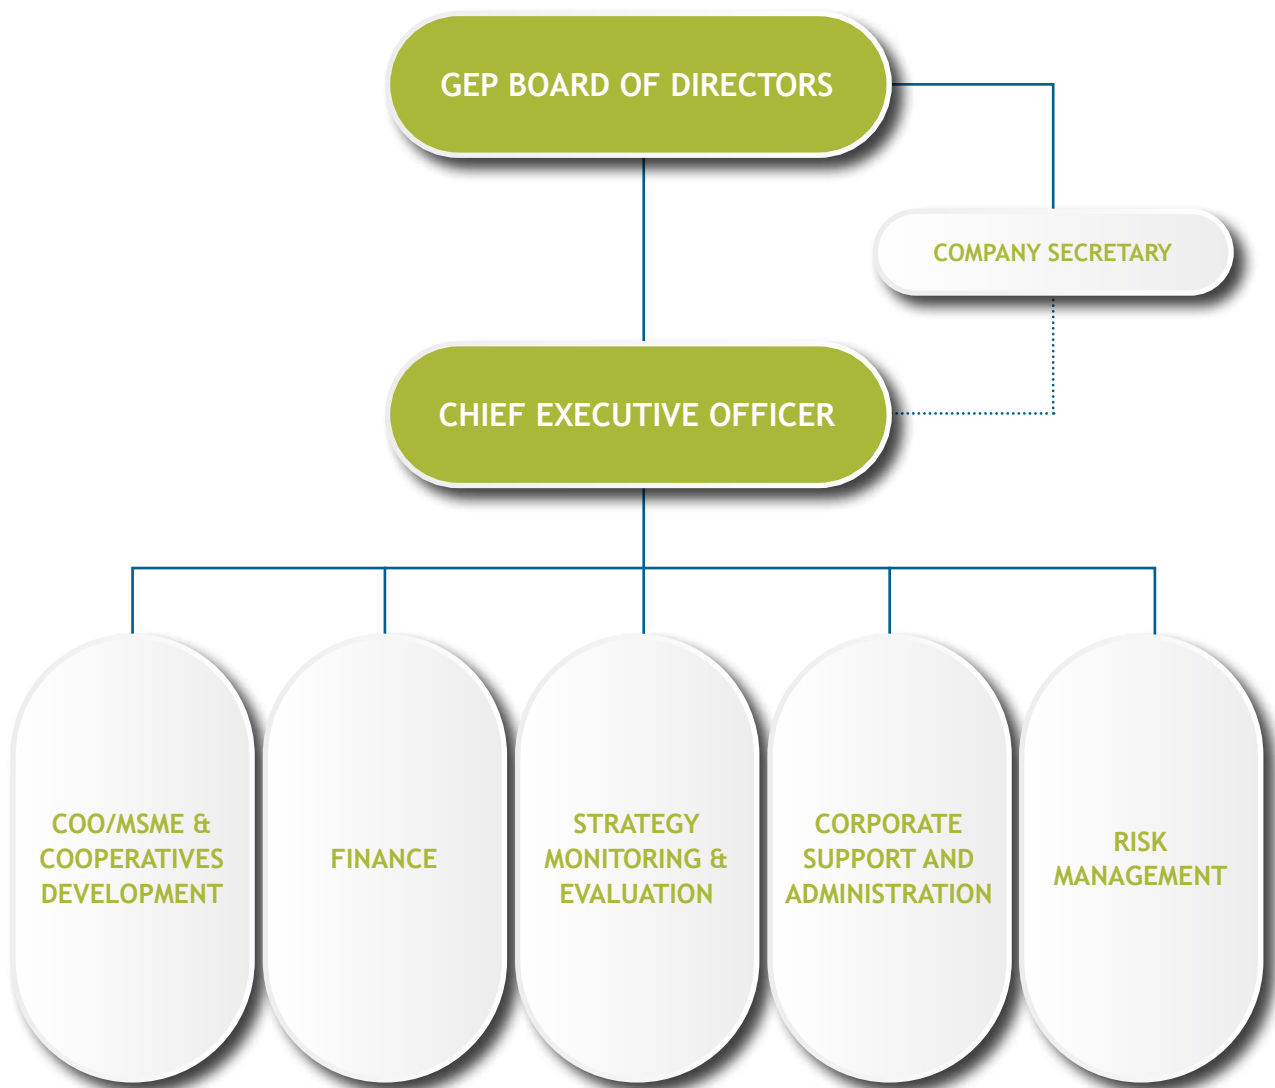 GEP BOARD OF DIRECTORS
COMPANY SECRETARY
CHIEF EXECUTIVE OFFICER
COO/MSME &
COOPERATIVES
DEVELOPMENT
FINANCE
STRATEGY
MONITORING &
EVALUATION
CORPORATE
SUPPORT AND
ADMINISTRATION
RISK
MANAGEMENT